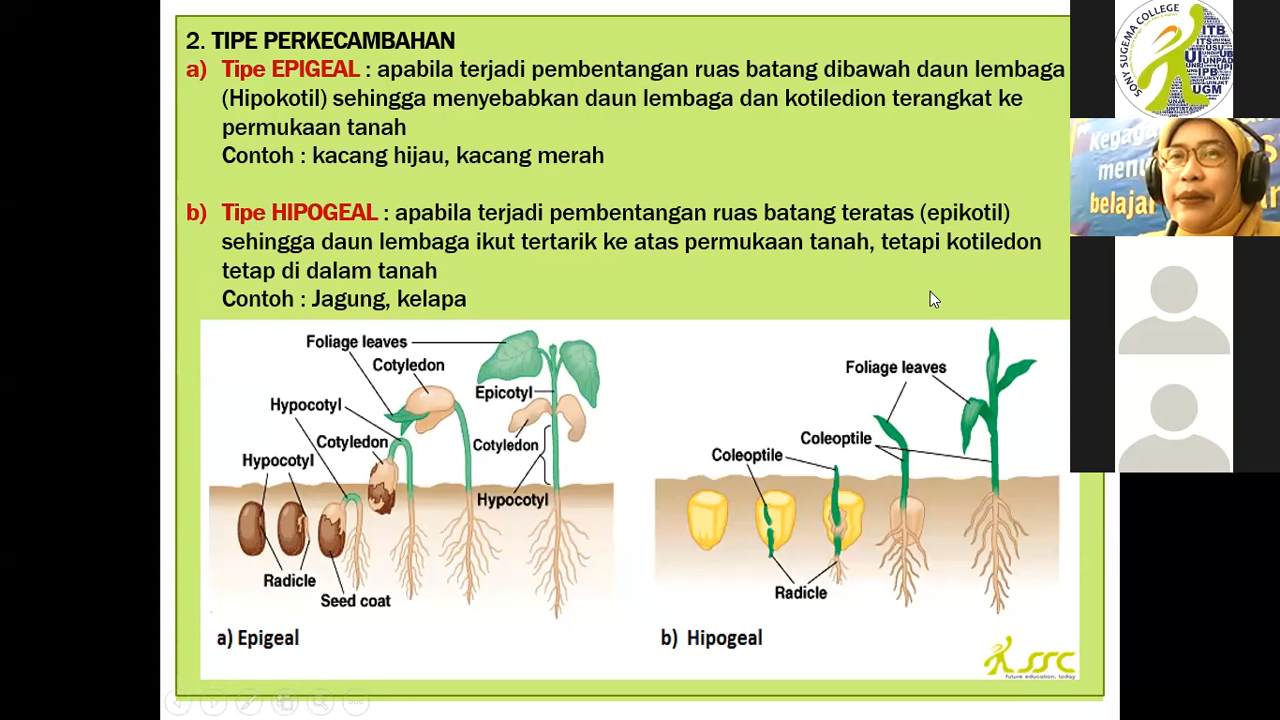 2. TIPE PERKECAMBAHAN
a) Tipe EPIGEAL : apabila terjadi pembentangan ruas batang dibawah daun lembaga
(Hipokotil) sehingga menyebabkan daun lembaga dan kotiledion terangkat ke
permukaan tanah
Contoh : kacang hijau, kacang merah
b) Tipe HIPOGEAL : apabila terjadi pembentangan ruas batang teratas (epikotil)
sehingga daun lembaga ikut tertarik ke atas permukaan tanah, tetapi kotiledon
tetap di dalam tanah
Contoh : Jagung, kelapa
Foliage leaves
Cotyledon
Hypocotyl
Epicotyl
Cotyledon
Cotyledon
Hypocotyl
Hypocotyl
Radicle
Seed coat
a) Epigeal
Foliage leaves
Coleoptile
Coleoptile
Radicle
b) Hipogeal
SSC
future education, today
SONY SUGEMA COLLEGE
ITB
ITS
USU
UI
UB
UNPAD
UPI
IPB
UGM
"Kegaga
menu
belajar